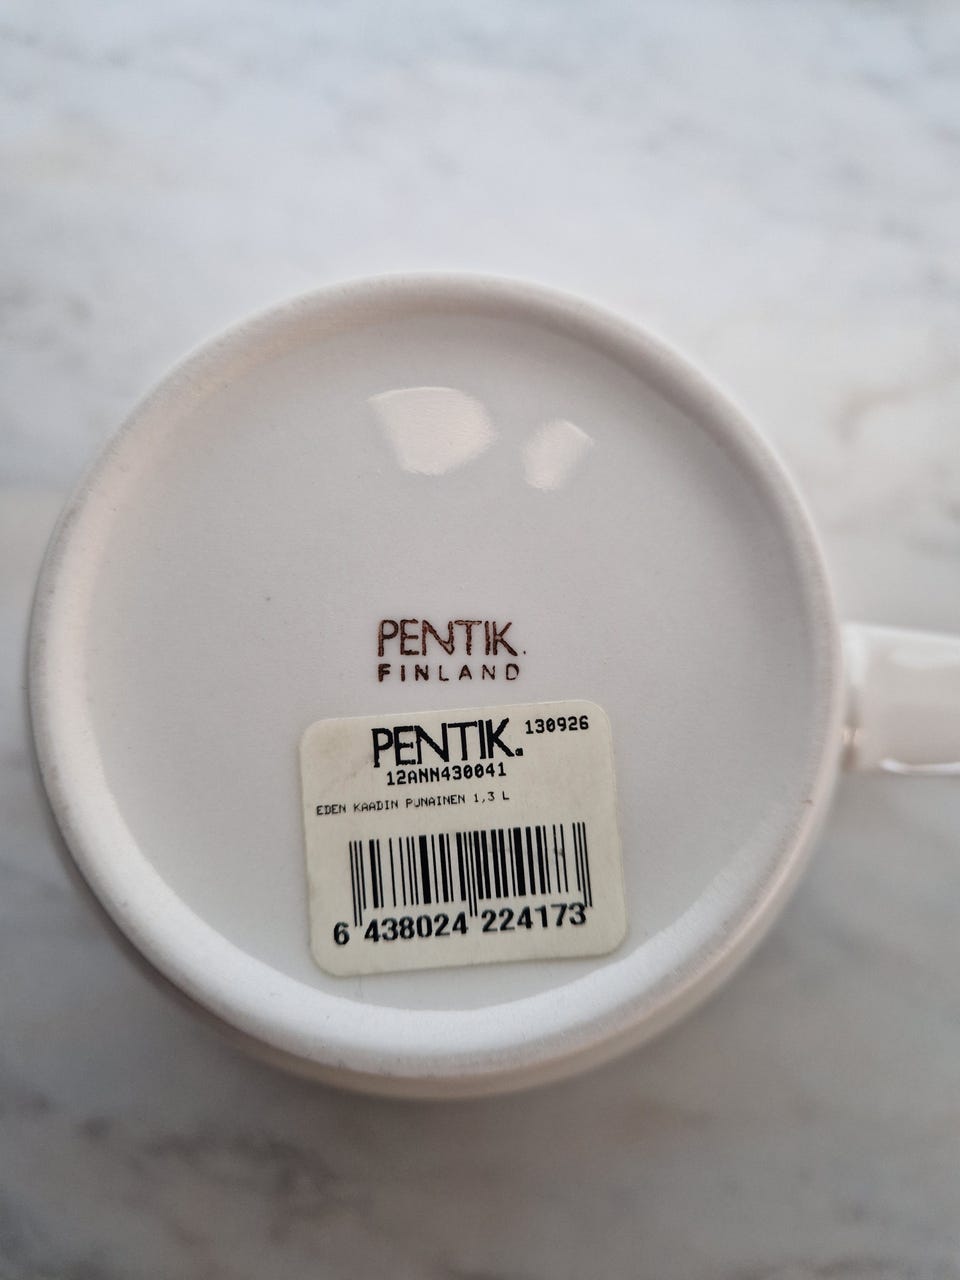 PENTIK.
FINLAND
PENTIK. 130926
12ANN430041
EDEN KAADIN PUNAINEN 1,3 L
6 438024 224173